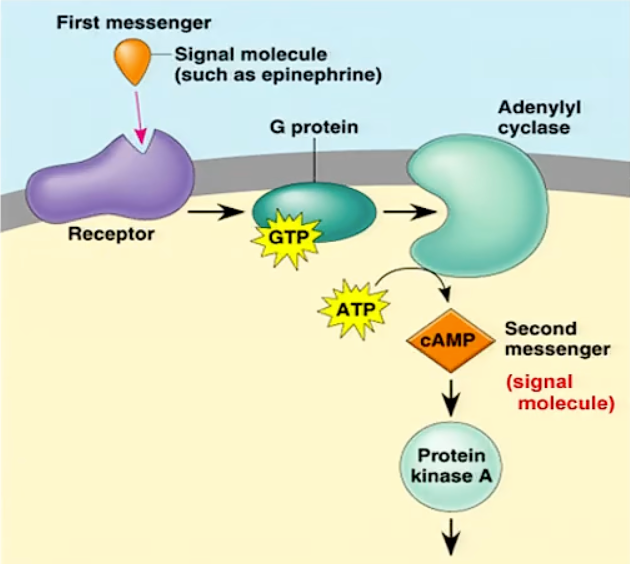 First messenger
Signal molecule
(such as epinephrine)
G protein
Adenylyl
cyclase
Receptor
GTP
ATP
cAMP
Second
messenger
(signal
molecule)
Protein
kinase A